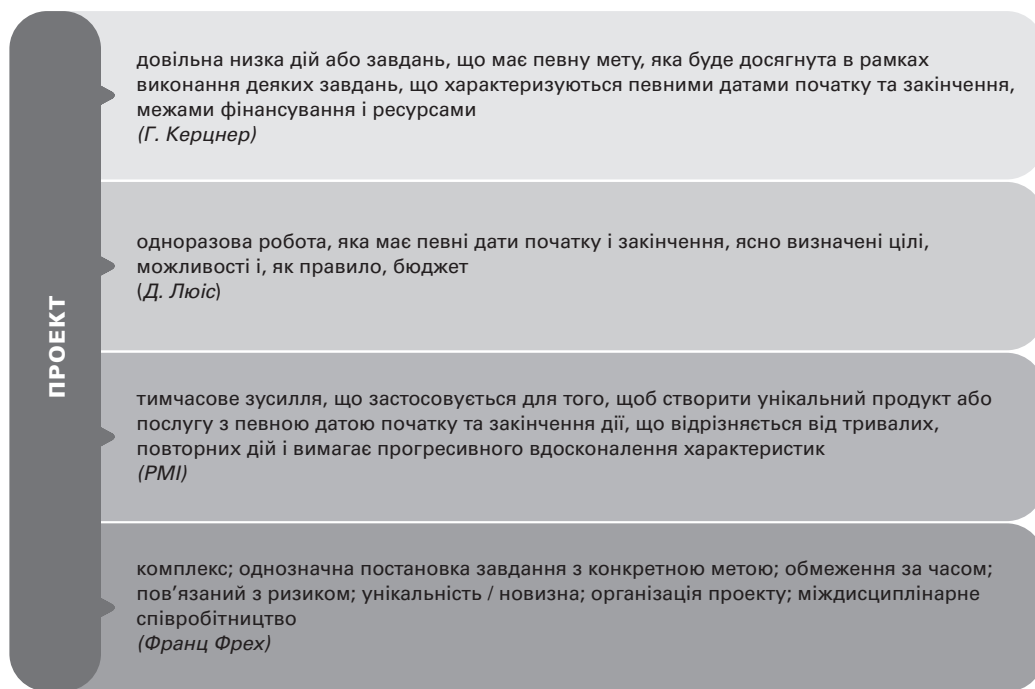 ПРОЕКТ
довільна низка дій або завдань, що має певну мету, яка буде досягнута в рамках
виконання деяких завдань, що характеризуються певними датами початку та закінчення,
межами фінансування і ресурсами
(Г. Керцнер)
одноразова робота, яка має певні дати початку і закінчення, ясно визначені цілі,
можливості і, як правило, бюджет
(Д. Люіс)
тимчасове зусилля, що застосовується для того, щоб створити унікальний продукт або
послугу з певною датою початку та закінчення дії, що відрізняється від тривалих,
повторних дій і вимагає прогресивного вдосконалення характеристик
(PMI)
комплекс; однозначна постановка завдання з конкретною метою; обмеження за часом;
пов’язаний з ризиком; унікальність / новизна; організація проекту; міждисциплінарне
співробітництво
(Франц Фрех)